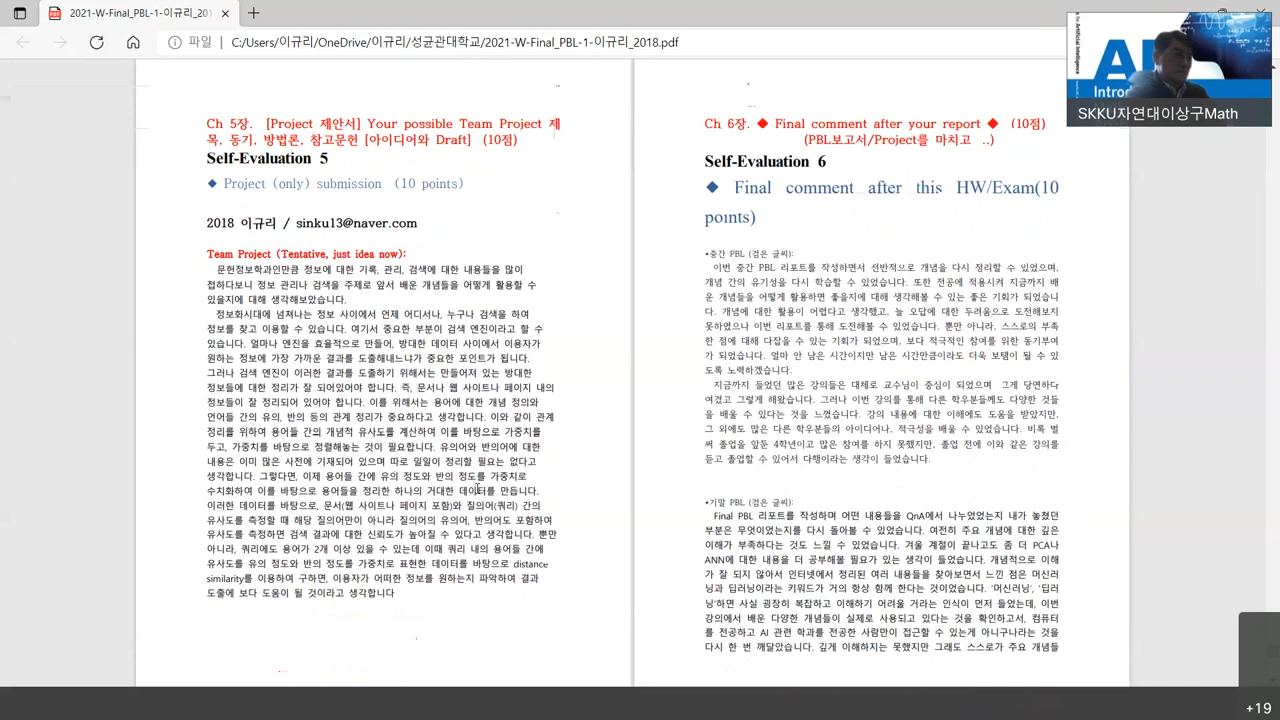 2021-W-Final_PBL-1-이규리_201
파일
C:/Users/이규리/OneDrive/이규리/성균관대학교/2021-W-Final_PBL-1-이규리_2018.pdf
for Artificial Intelligence
Introd
SKKU자연대이상구Math
Ch 5장. [Project 제안서] Your possible Team Project 제
목, 동기, 방법론, 참고문헌 [아이디어와 Draft] (10점)
Self-Evaluation 5
◆ Project (only) submission (10 points)
2018 이규리 / sinku13@naver.com
Team Project (Tentative, just idea now):
문헌정보학과인만큼 정보에 대한 기록, 관리, 검색에 대한 내용들을 많이
접하다보니 정보 관리나 검색을 주제로 앞서 배운 개념들을 어떻게 활용할 수
있을지에 대해 생각해보았습니다.
정보화시대에 넘쳐나는 정보 사이에서 언제 어디서나, 누구나 검색을 하여
정보를 찾고 이용할 수 있습니다. 여기서 중요한 부분이 검색 엔진이라고 할 수
있습니다. 얼마나 엔진을 효율적으로 만들어, 방대한 데이터 사이에서 이용자가
원하는 정보에 가장 가까운 결과를 도출해내느냐가 중요한 포인트가 됩니다.
그러나 검색 엔진이 이러한 결과를 도출하기 위해서는 만들어져 있는 방대한
정보들에 대한 정리가 잘 되어있어야 합니다. 즉, 문서나 웹 사이트나 페이지 내의
정보들이 잘 정리되어 있어야 합니다. 이를 위해서는 용어에 대한 개념 정의와
언어들 간의 유의, 반의 등의 관계 정리가 중요하다고 생각합니다. 이와 같이 관계
정리를 위하여 용어들 간의 개념적 유사도를 계산하여 이를 바탕으로 가중치를
두고, 가중치를 바탕으로 정렬해놓는 것이 필요합니다. 유의어와 반의어에 대한
내용은 이미 많은 사전에 기재되어 있으며 따로 일일이 정리할 필요는 없다고
생각합니다. 그렇다면, 이제 용어들 간에 유의 정도와 반의 정도를 가중치로
수치화하여 이를 바탕으로 용어들을 정리한 하나의 거대한 데이터를 만듭니다.
이러한 데이터를 바탕으로, 문서(웹 사이트나 페이지 포함)와 질의어(쿼리) 간의
유사도를 측정할 때 해당 질의어만이 아니라 질의어의 유의어, 반의어도 포함하여
유사도를 측정하면 검색 결과에 대한 신뢰도가 높아질 수 있다고 생각합니다. 뿐만
아니라, 쿼리에도 용어가 2개 이상 있을 수 있는데 이때 쿼리 내의 용어들 간에
유사도를 유의 정도와 반의 정도를 가중치로 표현한 데이터를 바탕으로 distance
similarity를 이용하여 구하면, 이용자가 어떠한 정보를 원하는지 파악하여 결과
도출에 보다 도움이 될 것이라고 생각합니다
Ch 6장. ◆ Final comment after your report ◆ (10점)
(PBL보고서/Project를 마치고 ..)
Self-Evaluation 6
◆ Final comment after this HW/Exam(10
points)
•중간 PBL (검은 글씨):
이번 중간 PBL 리포트를 작성하면서 전반적으로 개념을 다시 정리할 수 있었으며,
개념 간의 유기성을 다시 학습할 수 있었습니다. 또한 전공에 적용시켜 지금까지 배
운 개념들을 어떻게 활용하면 좋을지에 대해 생각해볼 수 있는 좋은 기회가 되었습니
다. 개념에 대한 활용이 어렵다고 생각했고, 늘 오답에 대한 두려움으로 도전해보지
못하였으나 이번 리포트를 통해 도전해볼 수 있었습니다. 뿐만 아니라, 스스로의 부족
한 점에 대해 다잡을 수 있는 기회가 되었으며, 보다 적극적인 참여를 위한 동기부여
가 되었습니다. 얼마 안 남은 시간이지만 남은 시간만큼이라도 더욱 보탬이 될 수 있
도록 노력하겠습니다.
지금까지 들었던 많은 강의들은 대체로 교수님이 중심이 되었으며 그게 당연하다
여겼고 그렇게 해왔습니다. 그러나 이번 강의를 통해 다른 학우분들께도 다양한 것들
을 배울 수 있다는 것을 느꼈습니다. 강의 내용에 대한 이해에도 도움을 받았지만,
그 외에도 많은 다른 학우분들의 아이디어나, 적극성을 배울 수 있었습니다. 비록 벌
써 졸업을 앞둔 4학년이고 많은 참여를 하지 못했지만, 졸업 전에 이와 같은 강의를
듣고 졸업할 수 있어서 다행이라는 생각이 들었습니다.
•기말 PBL (검은 글씨):
Final PBL 리포트를 작성하며 어떤 내용들을 QnA에서 나누었었는지 내가 놓쳤던
부분은 무엇이었는지를 다시 돌아볼 수 있었습니다. 여전히 주요 개념에 대한 깊은
이해가 부족하다는 것도 느낄 수 있었습니다. 겨울 계절이 끝나고도 좀 더 PCA나
ANN에 대한 내용을 더 공부해볼 필요가 있는 생각이 들었습니다. 개념적으로 이해
가 잘 되지 않아서 인터넷에서 정리된 여러 내용들을 찾아보면서 느낀 점은 머신러
닝과 딥러닝이라는 키워드가 거의 항상 함께 한다는 것이었습니다. '머신러닝', '딥러
닝'하면 사실 굉장히 복잡하고 이해하기 어려울 거라는 인식이 먼저 들었는데, 이번
강의에서 배운 다양한 개념들이 실제로 사용되고 있다는 것을 확인하고서, 컴퓨터
를 전공하고 AI 관련 학과를 전공한 사람만이 접근할 수 있는게 아니구나라는 것을
다시 한 번 깨달았습니다. 깊게 이해하지는 못했지만 그래도 스스로가 주요 개념들
+19